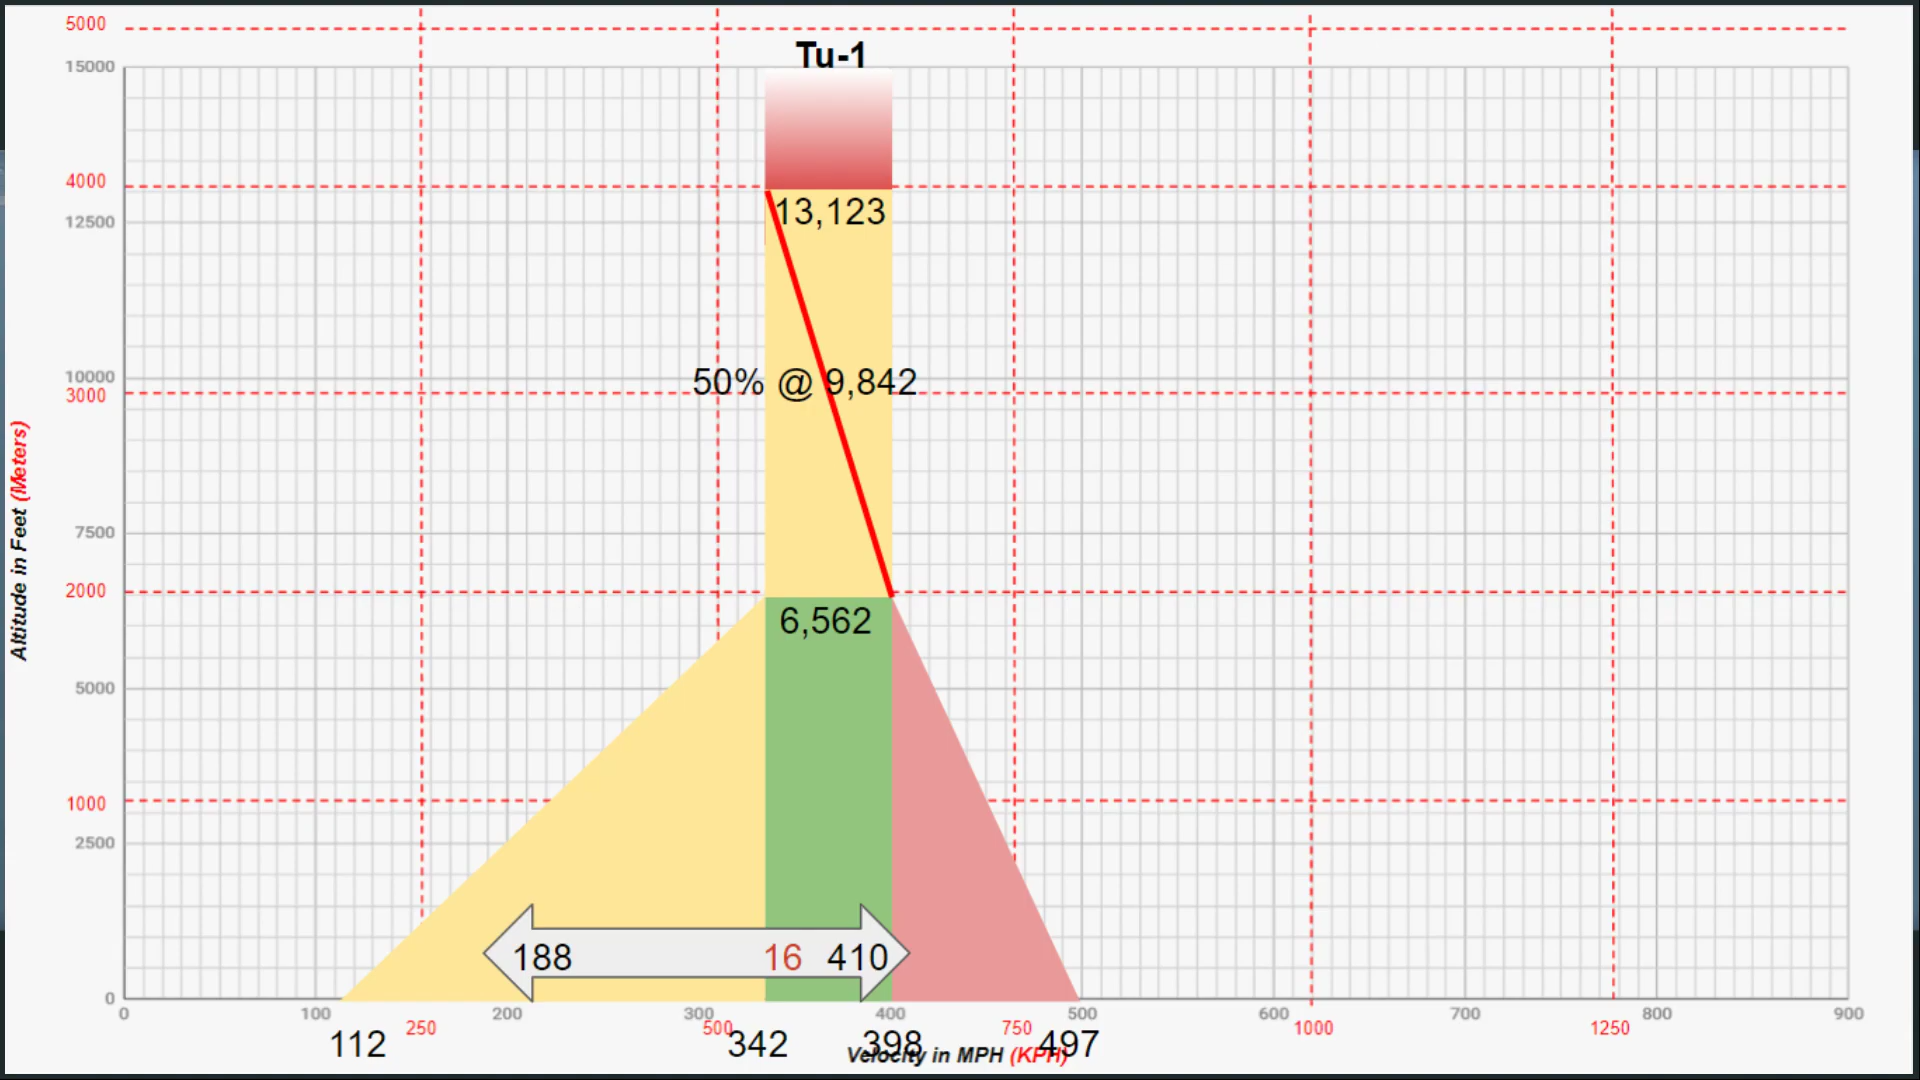 5000
Tu-1
15000
4000
13,123
12500
10000
50% @ 9,842
3000
Altitude in Feet (Meters)
7500
2000
6,562
5000
1000
2500
188 16 410
0
0 100 200 300 400 500 600 700 800 900
250 500 750 1000 1250
112 342 398 497
Velocity in MPH (KPH)